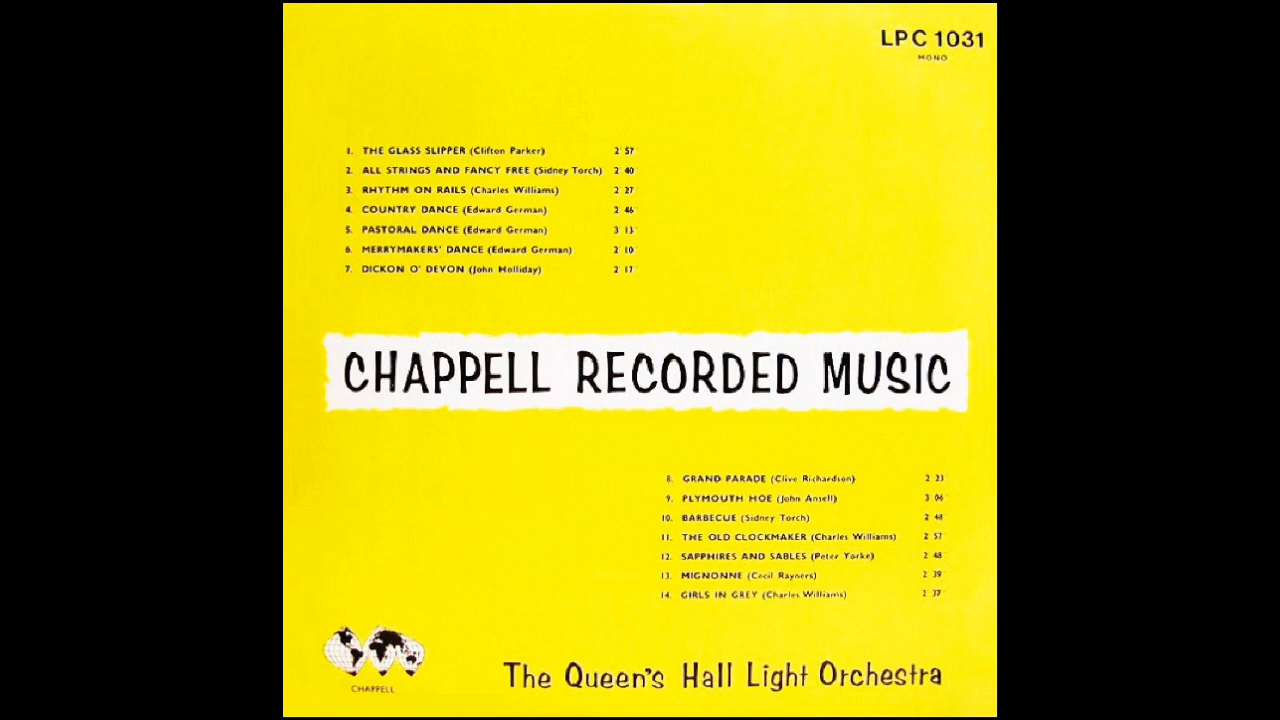 LPC 1031
MONO
1. THE GLASS SLIPPER (Clifton Parker) 2' 57"
2. ALL STRINGS AND FANCY FREE (Sidney Torch) 2' 40"
3. RHYTHM ON RAILS (Charles Williams) 2' 27"
4. COUNTRY DANCE (Edward German) 2' 46"
5. PASTORAL DANCE (Edward German) 3' 13"
6. MERRYMAKERS' DANCE (Edward German) 2' 10"
7. DICKON O' DEVON (John Holliday) 2' 17"
CHAPPELL RECORDED MUSIC
8. GRAND PARADE (Clive Richardson) 2' 23"
9. PLYMOUTH HOE (John Ansell) 3' 06"
10. BARBECUE (Sidney Torch) 2' 48"
11. THE OLD CLOCKMAKER (Charles Williams) 2' 57"
12. SAPPHIRES AND SABLES (Peter Yorke) 2' 48"
13. MIGNONNE (Cecil Rayners) 2' 39"
14. GIRLS IN GREY (Charles Williams) 2' 37"
CHAPPELL
The Queen's Hall Light Orchestra